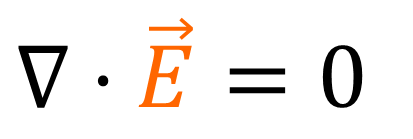 ∇ · E⃗ = 0